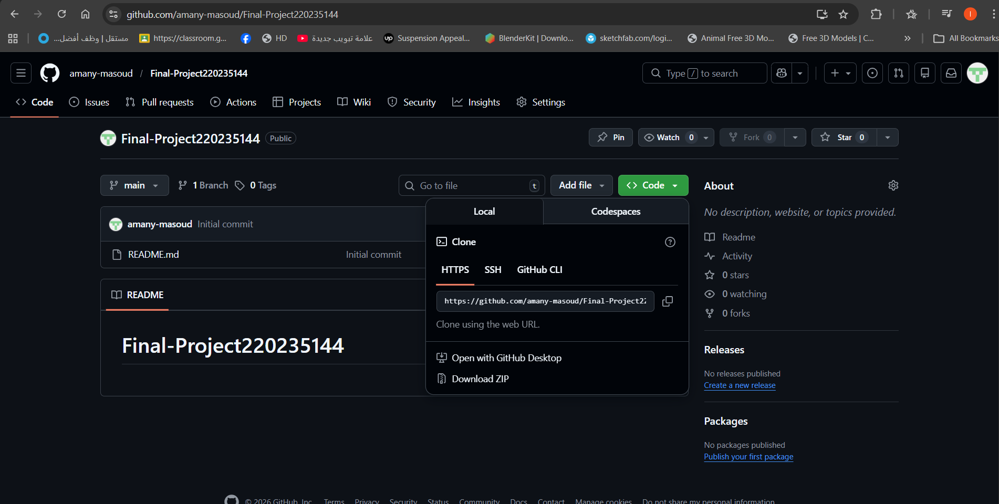 github.com/amany-masoud/Final-Project220235144
مستقل | وظف أفضل... https://classroom.g... HD علامة تبويب جديدة up Suspension Appeal... BlenderKit | Downlo... sketchfab.com/logi... Animal Free 3D Mo... Free 3D Models | C... » All Bookmarks
amany-masoud / Final-Project220235144 Type / to search
Code Issues Pull requests Actions Projects Wiki Security Insights Settings
Final-Project220235144 Public Pin Watch 0 Fork 0 Star 0
main 1 Branch 0 Tags Go to file t Add file Code
About
Local Codespaces
No description, website, or topics provided.
amany-masoud Initial commit
Clone
Readme
README.md Initial commit
Activity
HTTPS SSH GitHub CLI
0 stars
README
0 watching
https://github.com/amany-masoud/Final-Project22
0 forks
Clone using the web URL.
Final-Project220235144
Releases
Open with GitHub Desktop
No releases published
Download ZIP
Create a new release
Packages
No packages published
Publish your first package
© 2026 GitHub, Inc. Terms Privacy Security Status Community Docs Contact Manage cookies Do not share my personal information